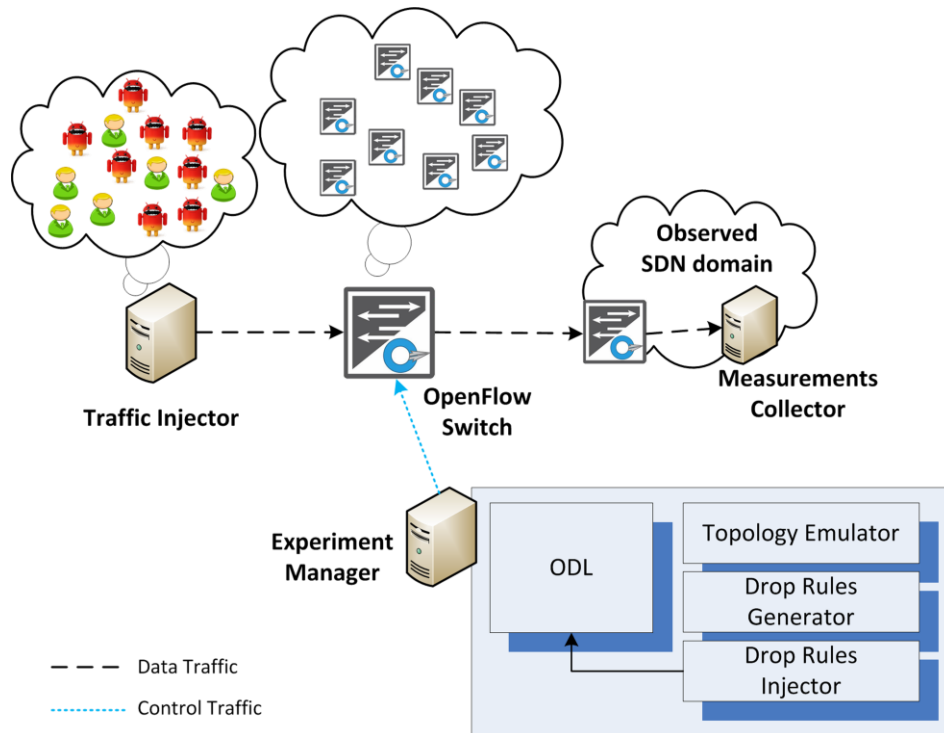 Observed
SDN domain
Traffic Injector
OpenFlow
Switch
Measurements
Collector
Experiment
Manager
ODL
Topology Emulator
Drop Rules
Generator
Drop Rules
Injector
Data Traffic
Control Traffic